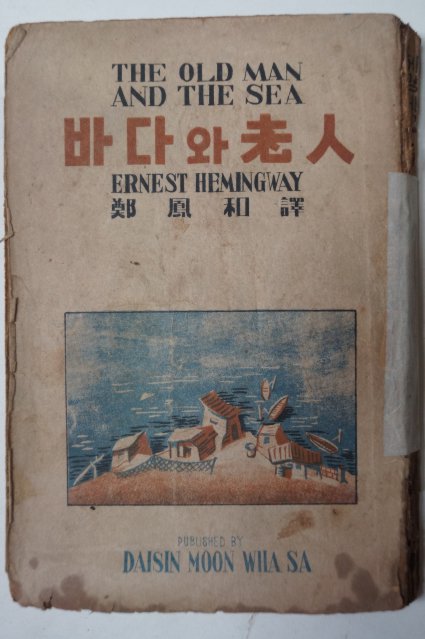 THE OLD MAN
AND THE SEA
바다와 老人
ERNEST HEMINGWAY
鄭鳳和 譯
PUBLISHED BY
DAISIN MOON WHA SA